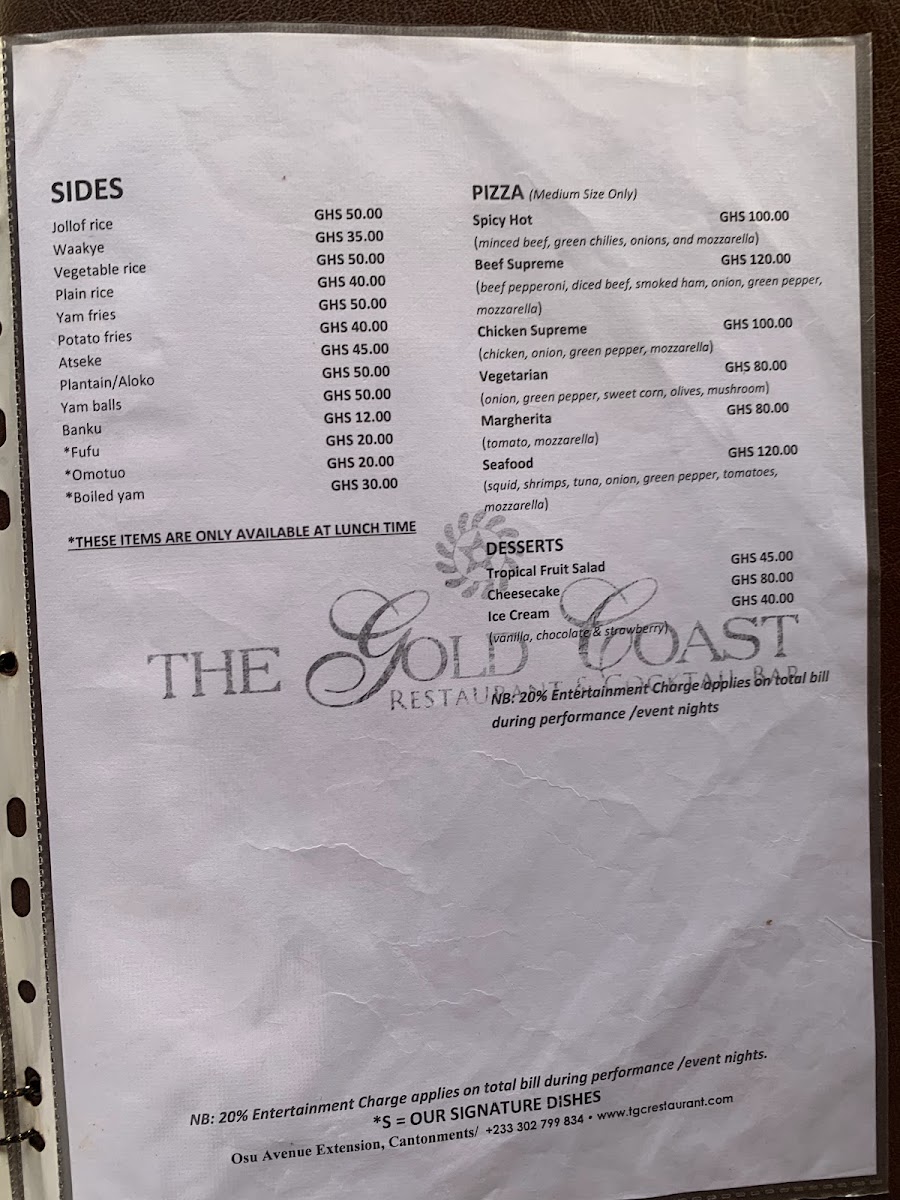 SIDES
Jollof rice GHS 50.00
Waakye GHS 35.00
Vegetable rice GHS 50.00
Plain rice GHS 40.00
Yam fries GHS 50.00
Potato fries GHS 40.00
Atseke GHS 45.00
Plantain/Aloko GHS 50.00
Yam balls GHS 50.00
Banku GHS 12.00
*Fufu GHS 20.00
*Omotuo GHS 20.00
*Boiled yam GHS 30.00
*THESE ITEMS ARE ONLY AVAILABLE AT LUNCH TIME
PIZZA (Medium Size Only)
Spicy Hot GHS 100.00
(minced beef, green chilies, onions, and mozzarella)
Beef Supreme GHS 120.00
(beef pepperoni, diced beef, smoked ham, onion, green pepper,
mozzarella)
Chicken Supreme GHS 100.00
(chicken, onion, green pepper, mozzarella)
Vegetarian GHS 80.00
(onion, green pepper, sweet corn, olives, mushroom)
Margherita GHS 80.00
(tomato, mozzarella)
Seafood GHS 120.00
(squid, shrimps, tuna, onion, green pepper, tomatoes,
mozzarella)
DESSERTS
Tropical Fruit Salad GHS 45.00
Cheesecake GHS 80.00
Ice Cream GHS 40.00
(vanilla, chocolate & strawberry)
THE GOLD COAST
RESTAURANT & COCKTAIL BAR
NB: 20% Entertainment Charge applies on total bill
during performance /event nights
NB: 20% Entertainment Charge applies on total bill during performance /event nights.
*S = OUR SIGNATURE DISHES
Osu Avenue Extension, Cantonments/ +233 302 799 834 • www.tgcrestaurant.com